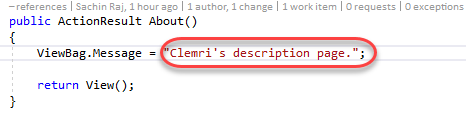 –references | Sachin Raj, 1 hour ago | 1 author, 1 change | 1 work item | 0 requests | 0 exceptions
public ActionResult About()
{
ViewBag.Message = "Clemri's description page.";
return View();
}